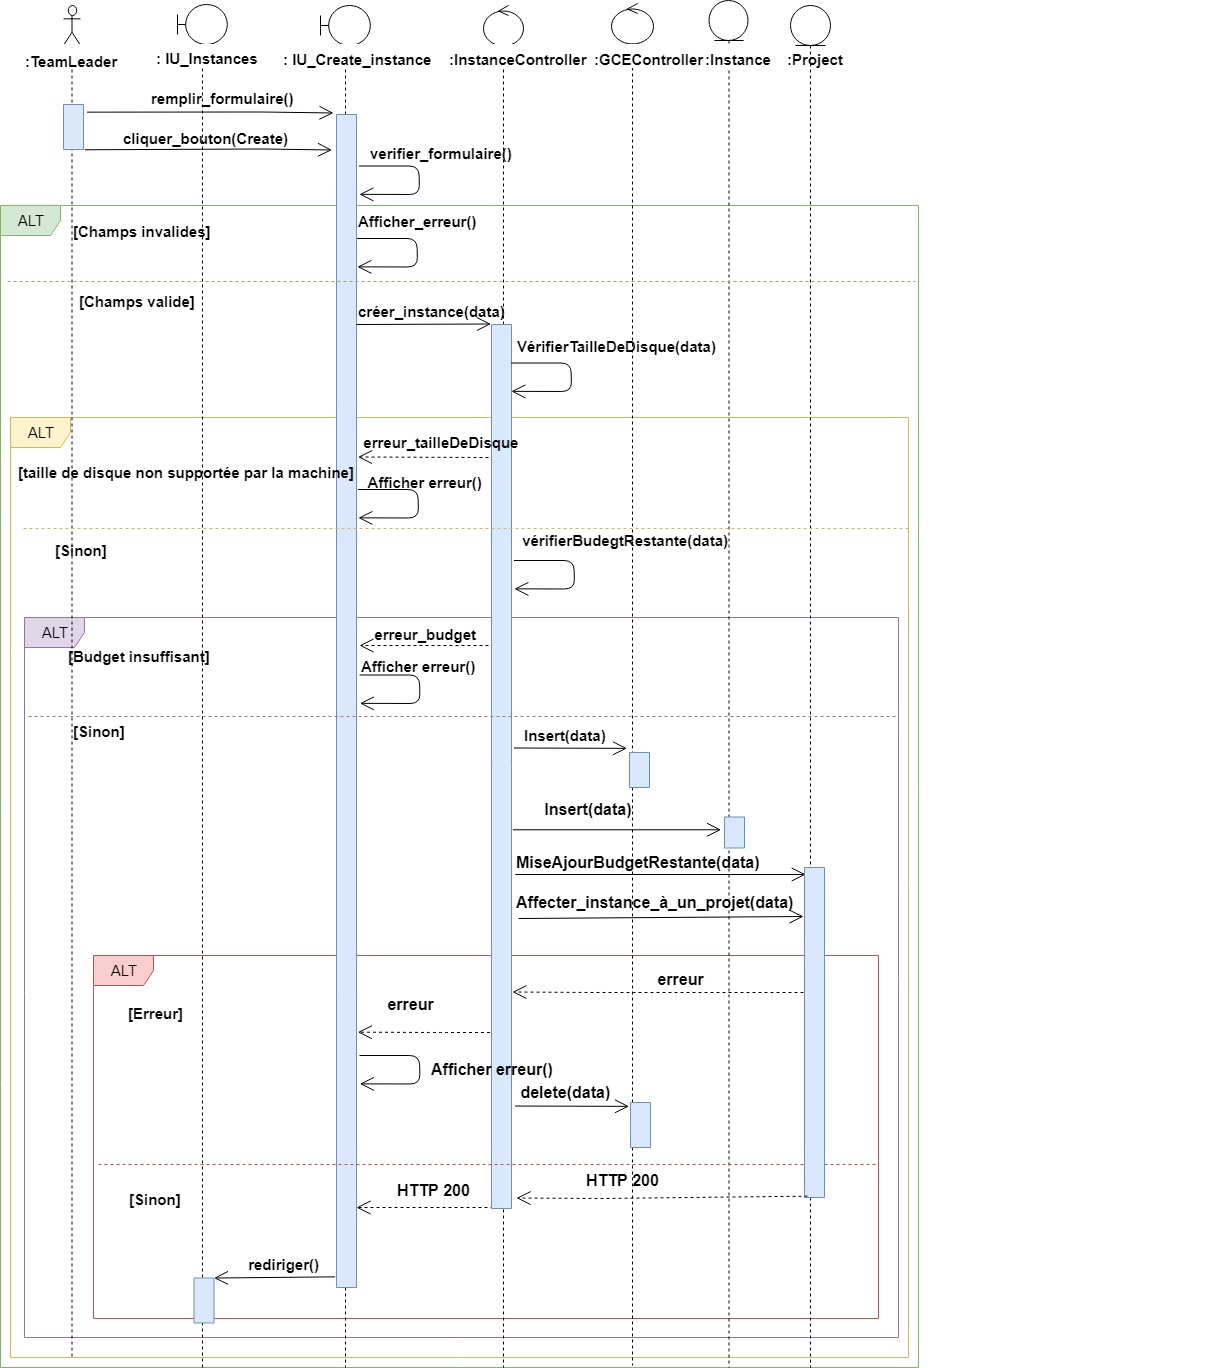 :TeamLeader
: IU_Instances
: IU_Create_instance
:InstanceController
:GCEController
:Instance
:Project
remplir_formulaire()
cliquer_bouton(Create)
verifier_formulaire()
ALT
[Champs invalides]
Afficher_erreur()
[Champs valide]
créer_instance(data)
VérifierTailleDeDisque(data)
ALT
erreur_tailleDeDisque
[taille de disque non supportée par la machine]
Afficher erreur()
[Sinon]
vérifierBudegtRestante(data)
ALT
erreur_budget
[Budget insuffisant]
Afficher erreur()
[Sinon]
Insert(data)
Insert(data)
MiseAjourBudgetRestante(data)
Affecter_instance_à_un_projet(data)
ALT
erreur
erreur
[Erreur]
Afficher erreur()
delete(data)
HTTP 200
HTTP 200
[Sinon]
rediriger()